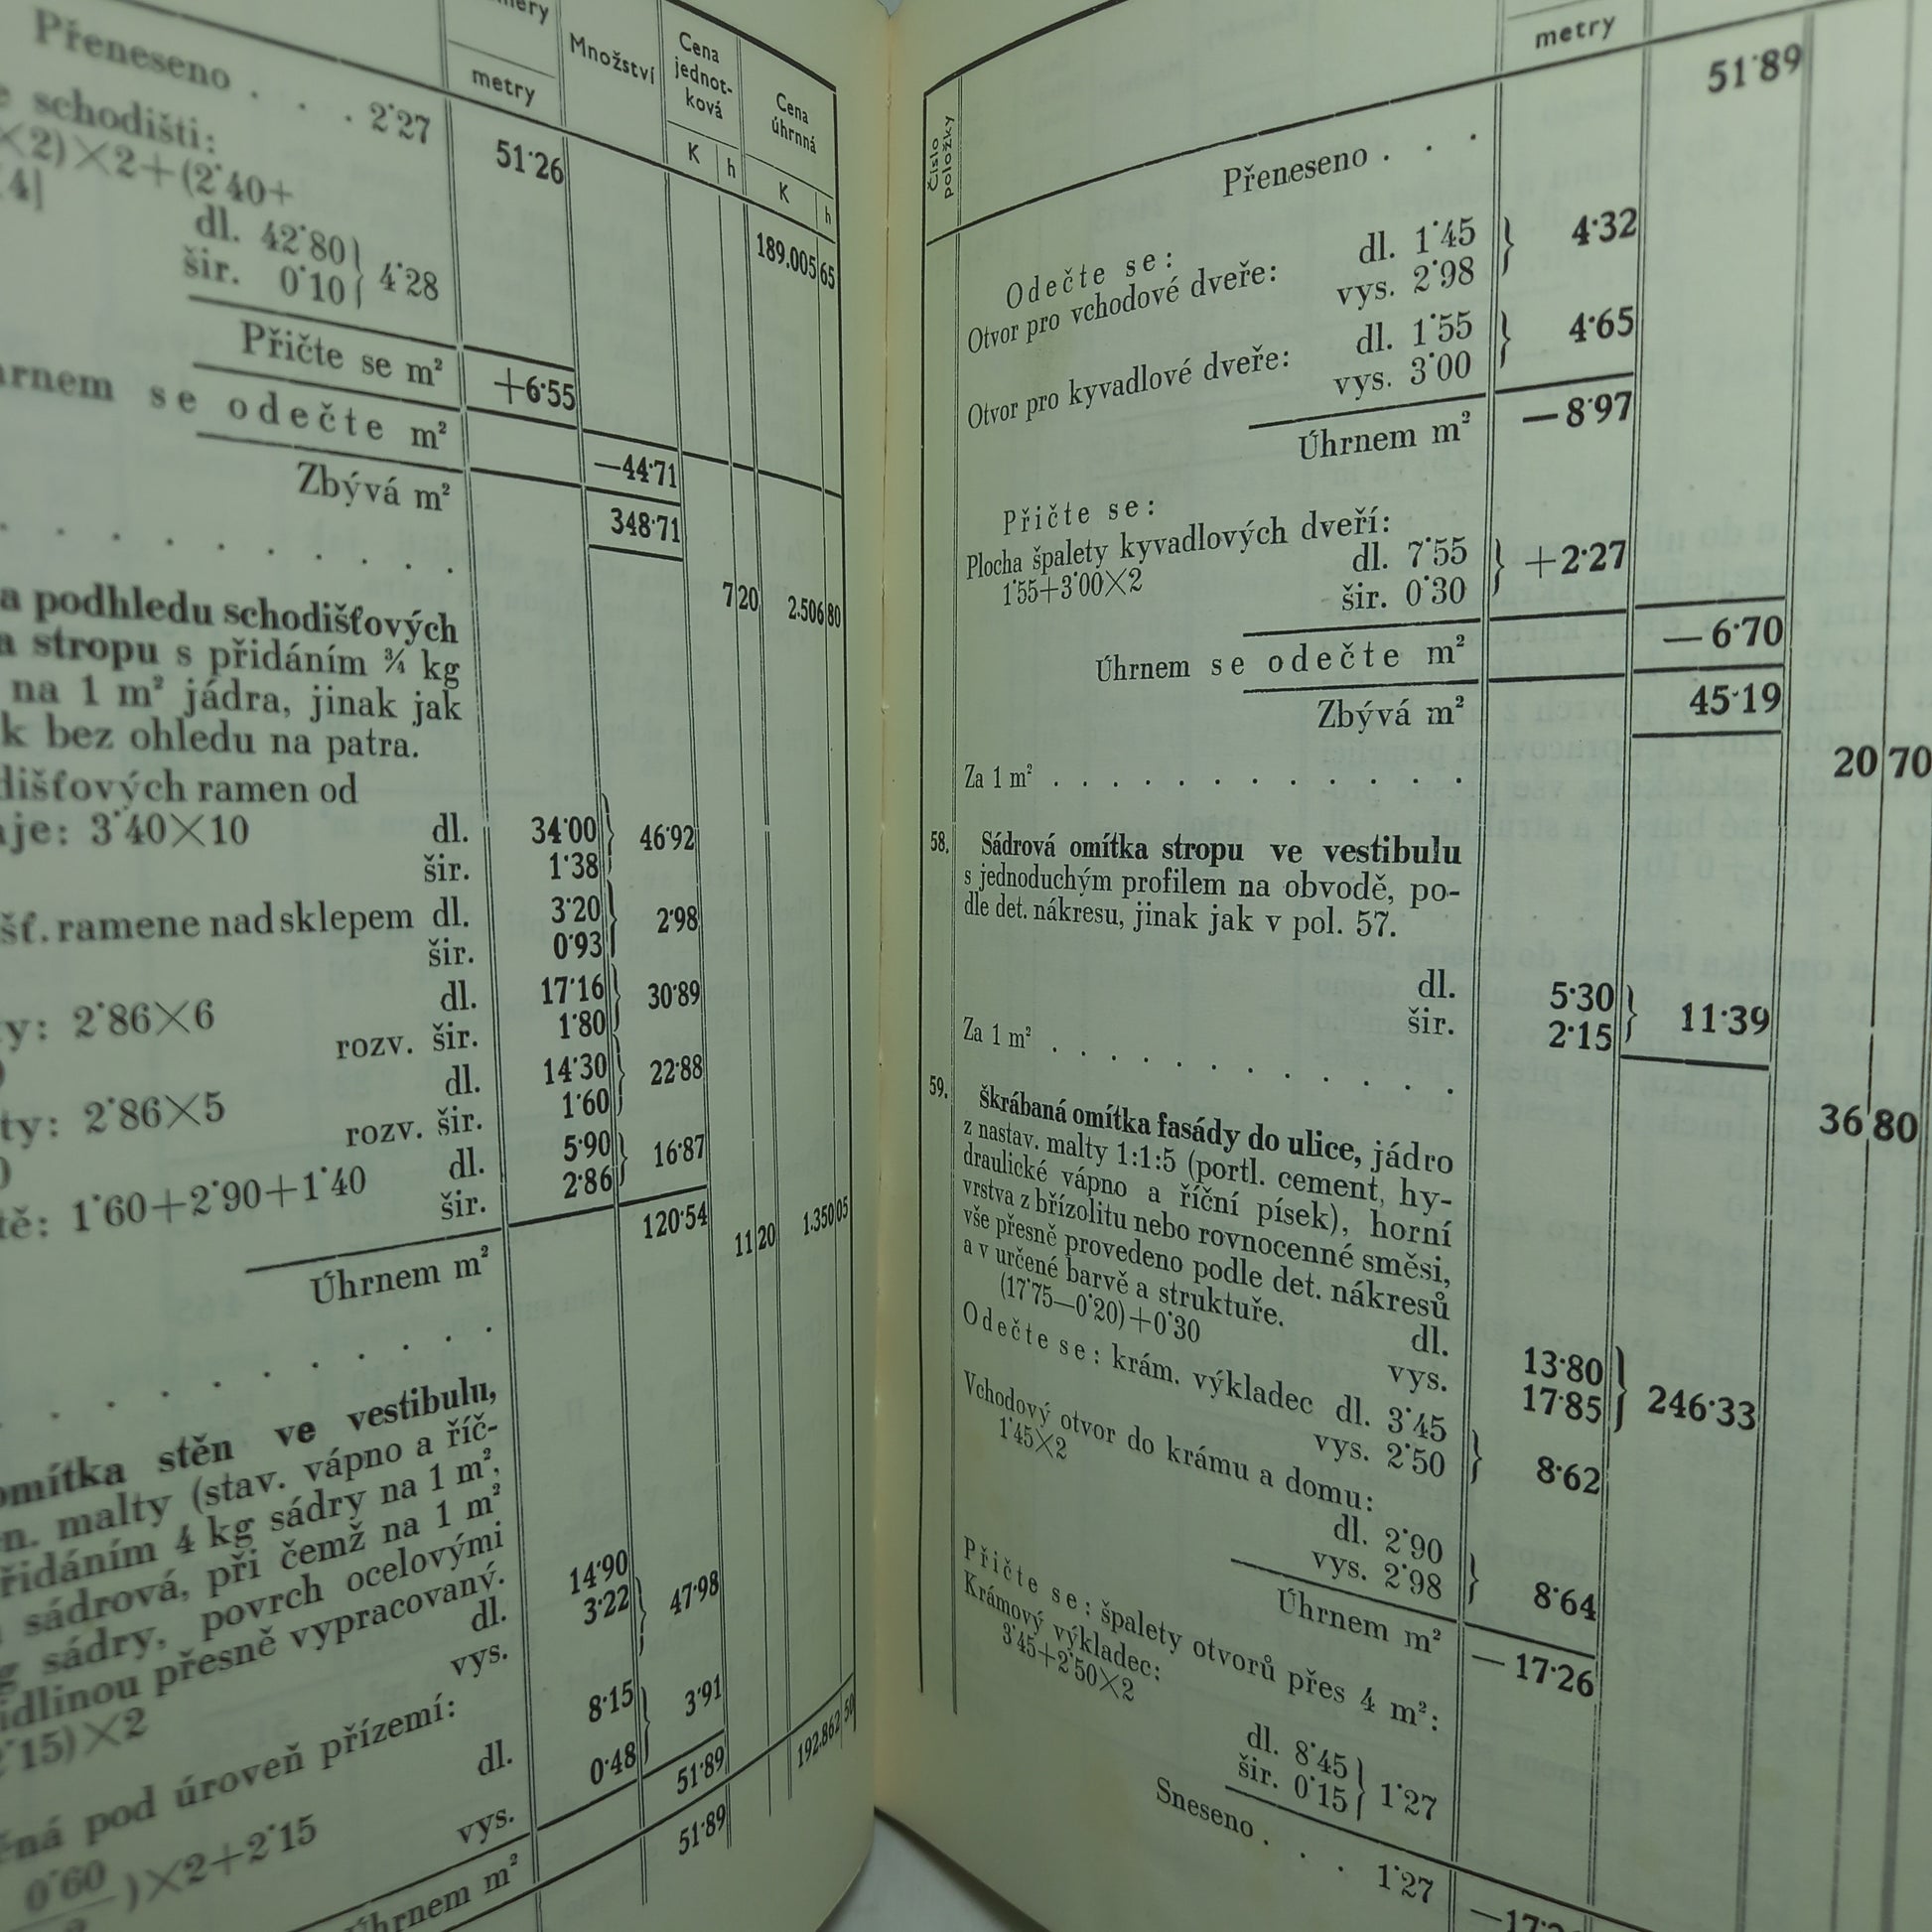 metry
Množství
Cena
jednot-
ková
Cena
úhrnná
K h
K h
Přeneseno . . . 2·27
51·26
189.005 65
schodišti:
×2)×2+(2·40+
dl. 42·80
šir. 0·10 } 4·28
Přičte se m²
+6·55
se odečte m²
—44·71
Zbývá m²
348·71
. . . . . . . . . .
7 20
2.506 80
podhledu schodišťových
stropu s přidáním ¾ kg
na 1 m² jádra, jinak jak
bez ohledu na patra.
ramen od
3·40×10
dl. 34·00
šir. 1·38 } 46·92
ramene nad sklepem dl. 3·20
šir. 0·93 } 2·98
2·86×6
dl. 17·16
rozv. šir. 1·80 } 30·89
2·86×5
dl. 14·30
rozv. šir. 1·60 } 22·88
1·60+2·90+1·40
dl. 5·90
šir. 2·86 } 16·87
Úhrnem m²
120·54
. . . . . . . . .
11 20
1.350 05
omítka stěn ve vestibulu,
malty (stav. vápno a říč-
4 kg sádry na 1 m²,
sádrová, při čemž na 1 m²
sádry, povrch ocelovými
přesně vypracovaný.
×2
dl. 14·90
vys. 3·22 } 47·98
pod úroveň přízemí:
0·60
)×2+2·15
dl. 8·15
vys. 0·48 } 3·91
Úhrnem m²
51·89
51·89
192.862 50
Číslo
položky
metry
Přeneseno . . .
51·89
Odečte se:
Otvor pro vchodové dveře:
dl. 1·45
vys. 2·98 } 4·32
Otvor pro kyvadlové dveře:
dl. 1·55
vys. 3·00 } 4·65
Úhrnem m²
—8·97
Přičte se:
Plocha špalety kyvadlových dveří:
1·55+3·00×2
dl. 7·55
šir. 0·30 } +2·27
Úhrnem se odečte m²
— 6·70
Zbývá m²
45·19
Za 1 m² . . . . . . . . . . . .
20 70
58. Sádrová omítka stropu ve vestibulu
s jednoduchým profilem na obvodě, po-
dle det. nákresu, jinak jak v pol. 57.
dl. 5·30
šir. 2·15 } 11·39
Za 1 m² . . . . . . . . . . .
36 80
59. Škrábaná omítka fasády do ulice, jádro
z nastav. malty 1:1:5 (portl. cement, hy-
draulické vápno a říční písek), horní
vrstva z břízolitu nebo rovnocenné směsi,
vše přesně provedeno podle det. nákresů
a v určené barvě a struktuře.
(17·75—0·20)+0·30
dl. 13·80
vys. 17·85 } 246·33
Odečte se: krám. výkladec dl. 3·45
vys. 2·50 } 8·62
Vchodový otvor do krámu a domu:
1·45×2
dl. 2·90
vys. 2·98 } 8·64
Úhrnem m²
— 17·26
Přičte se: špalety otvorů přes 4 m²:
Krámový výkladec:
3·45+2·50×2
dl. 8·45
šir. 0·15 } 1·27
Sneseno . . . 1·27